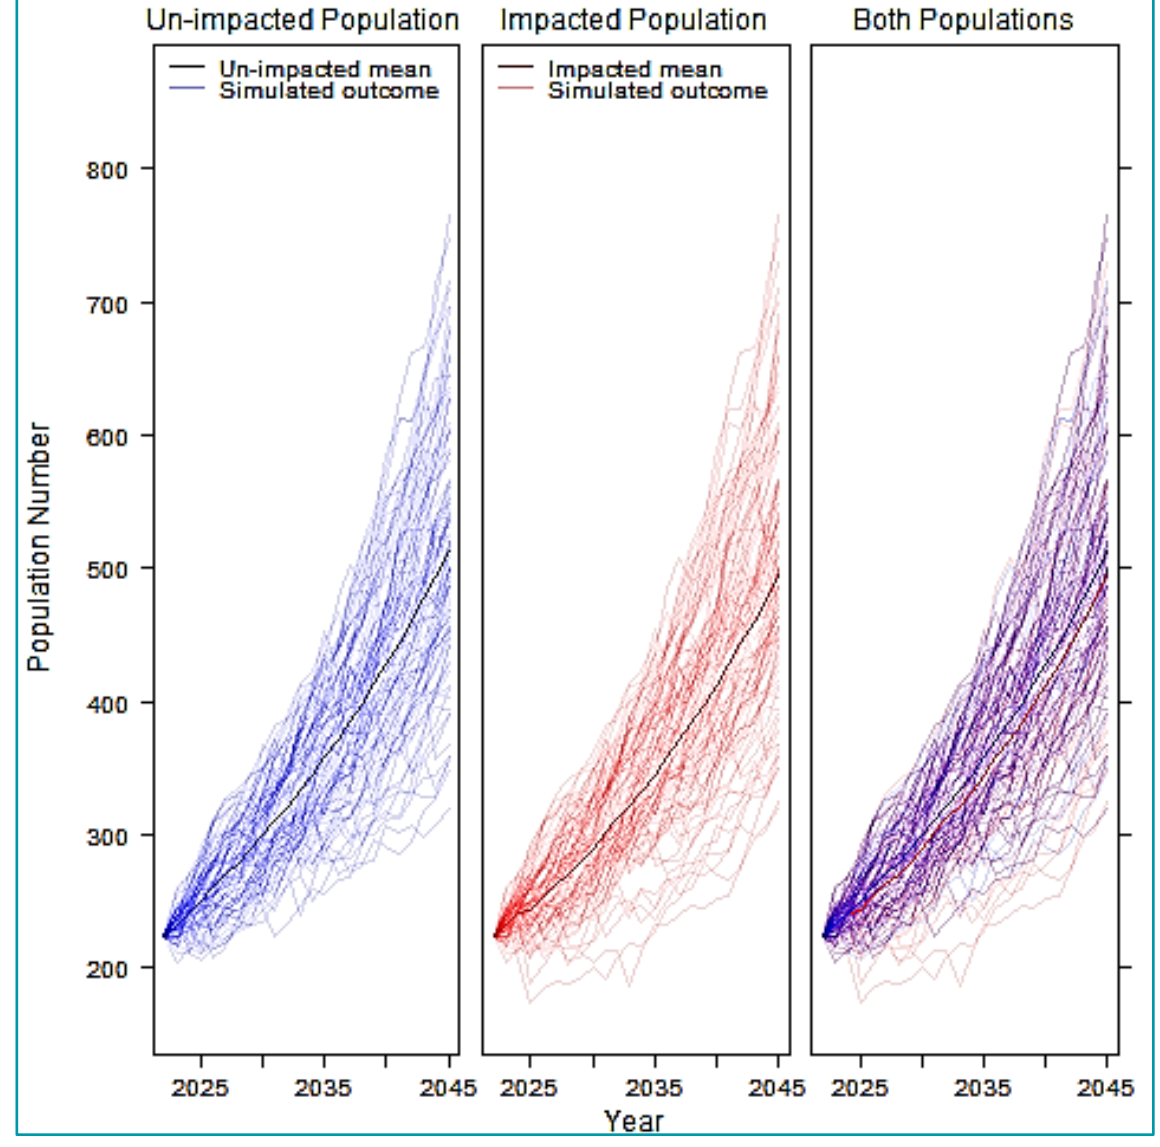 Un-impacted Population
Impacted Population
Both Populations
Un-impacted mean
Simulated outcome
Impacted mean
Simulated outcome
Population Number
800
700
600
500
400
300
200
2025
2035
2045
2025
2035
2045
2025
2035
2045
Year